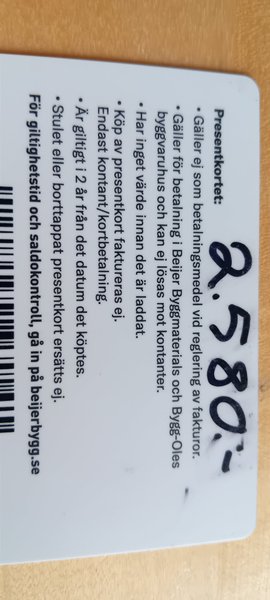 Presentkortet:
2.580:-
• Gäller ej som betalningsmedel vid reglering av fakturor.
• Gäller för betalning i Beijer Byggmaterials och Bygg-Oles
byggvaruhus och kan ej lösas mot kontanter.
• Har inget värde innan det är laddat.
• Köp av presentkort faktureras ej.
Endast kontant/kortbetalning.
• Är giltigt i 2 år från det datum det köptes.
• Stulet eller borttappat presentkort ersätts ej.
För giltighetstid och saldokontroll, gå in på beijerbygg.se